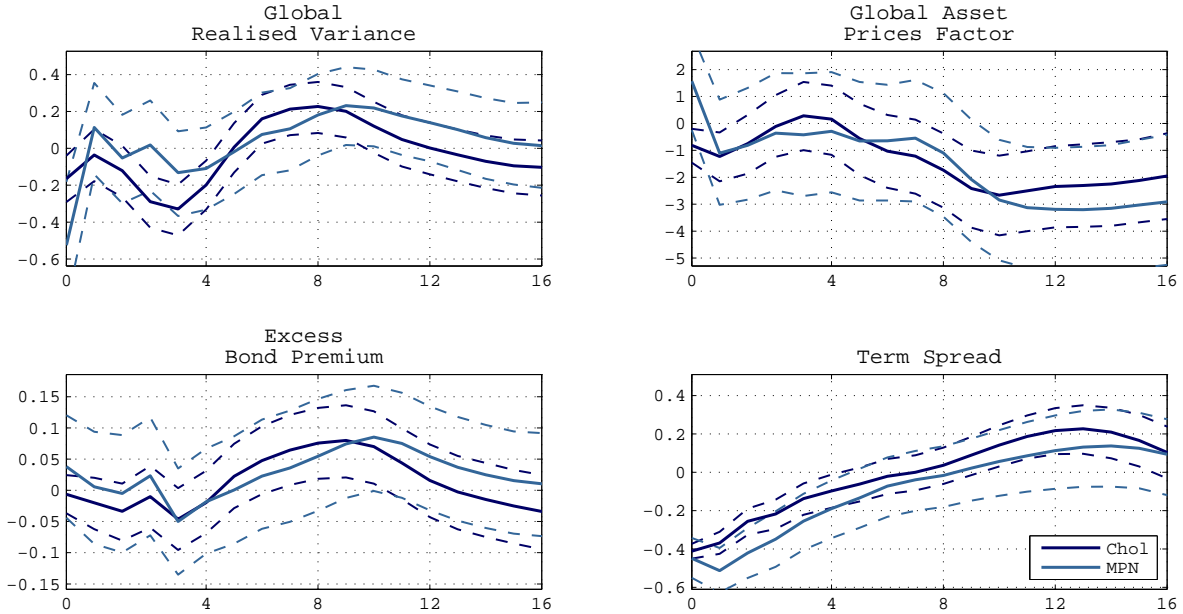 Global
Realised Variance
0.4
0.2
0
−0.2
−0.4
−0.6
0 4 8 12 16
Global Asset
Prices Factor
2
1
0
−1
−2
−3
−4
−5
0 4 8 12 16
Excess
Bond Premium
0.15
0.1
0.05
0
−0.05
−0.1
−0.15
0 4 8 12 16
Term Spread
0.4
0.2
0
−0.2
−0.4
−0.6
0 4 8 12 16
Chol
MPN